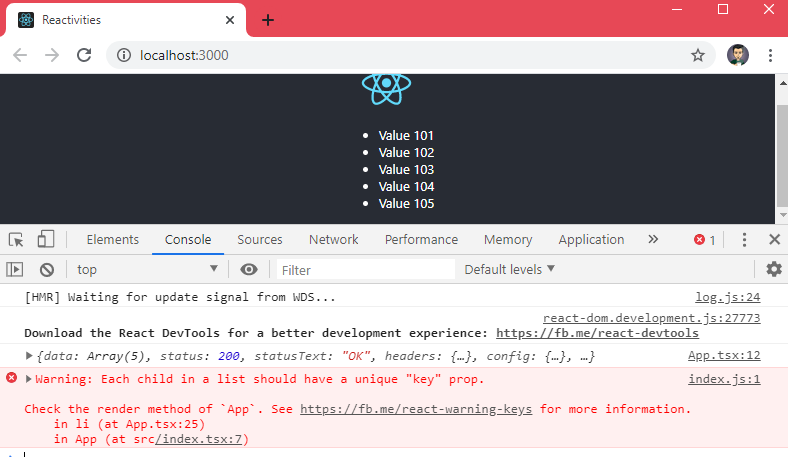 Reactivities
localhost:3000
Value 101
Value 102
Value 103
Value 104
Value 105
Elements Console Sources Network Performance Memory Application 1
top Filter Default levels
[HMR] Waiting for update signal from WDS... log.js:24
react-dom.development.js:27773
Download the React DevTools for a better development experience: https://fb.me/react-devtools
{data: Array(5), status: 200, statusText: "OK", headers: {…}, config: {…}, …} App.tsx:12
Warning: Each child in a list should have a unique "key" prop. index.js:1
Check the render method of `App`. See https://fb.me/react-warning-keys for more information.
in li (at App.tsx:25)
in App (at src/index.tsx:7)